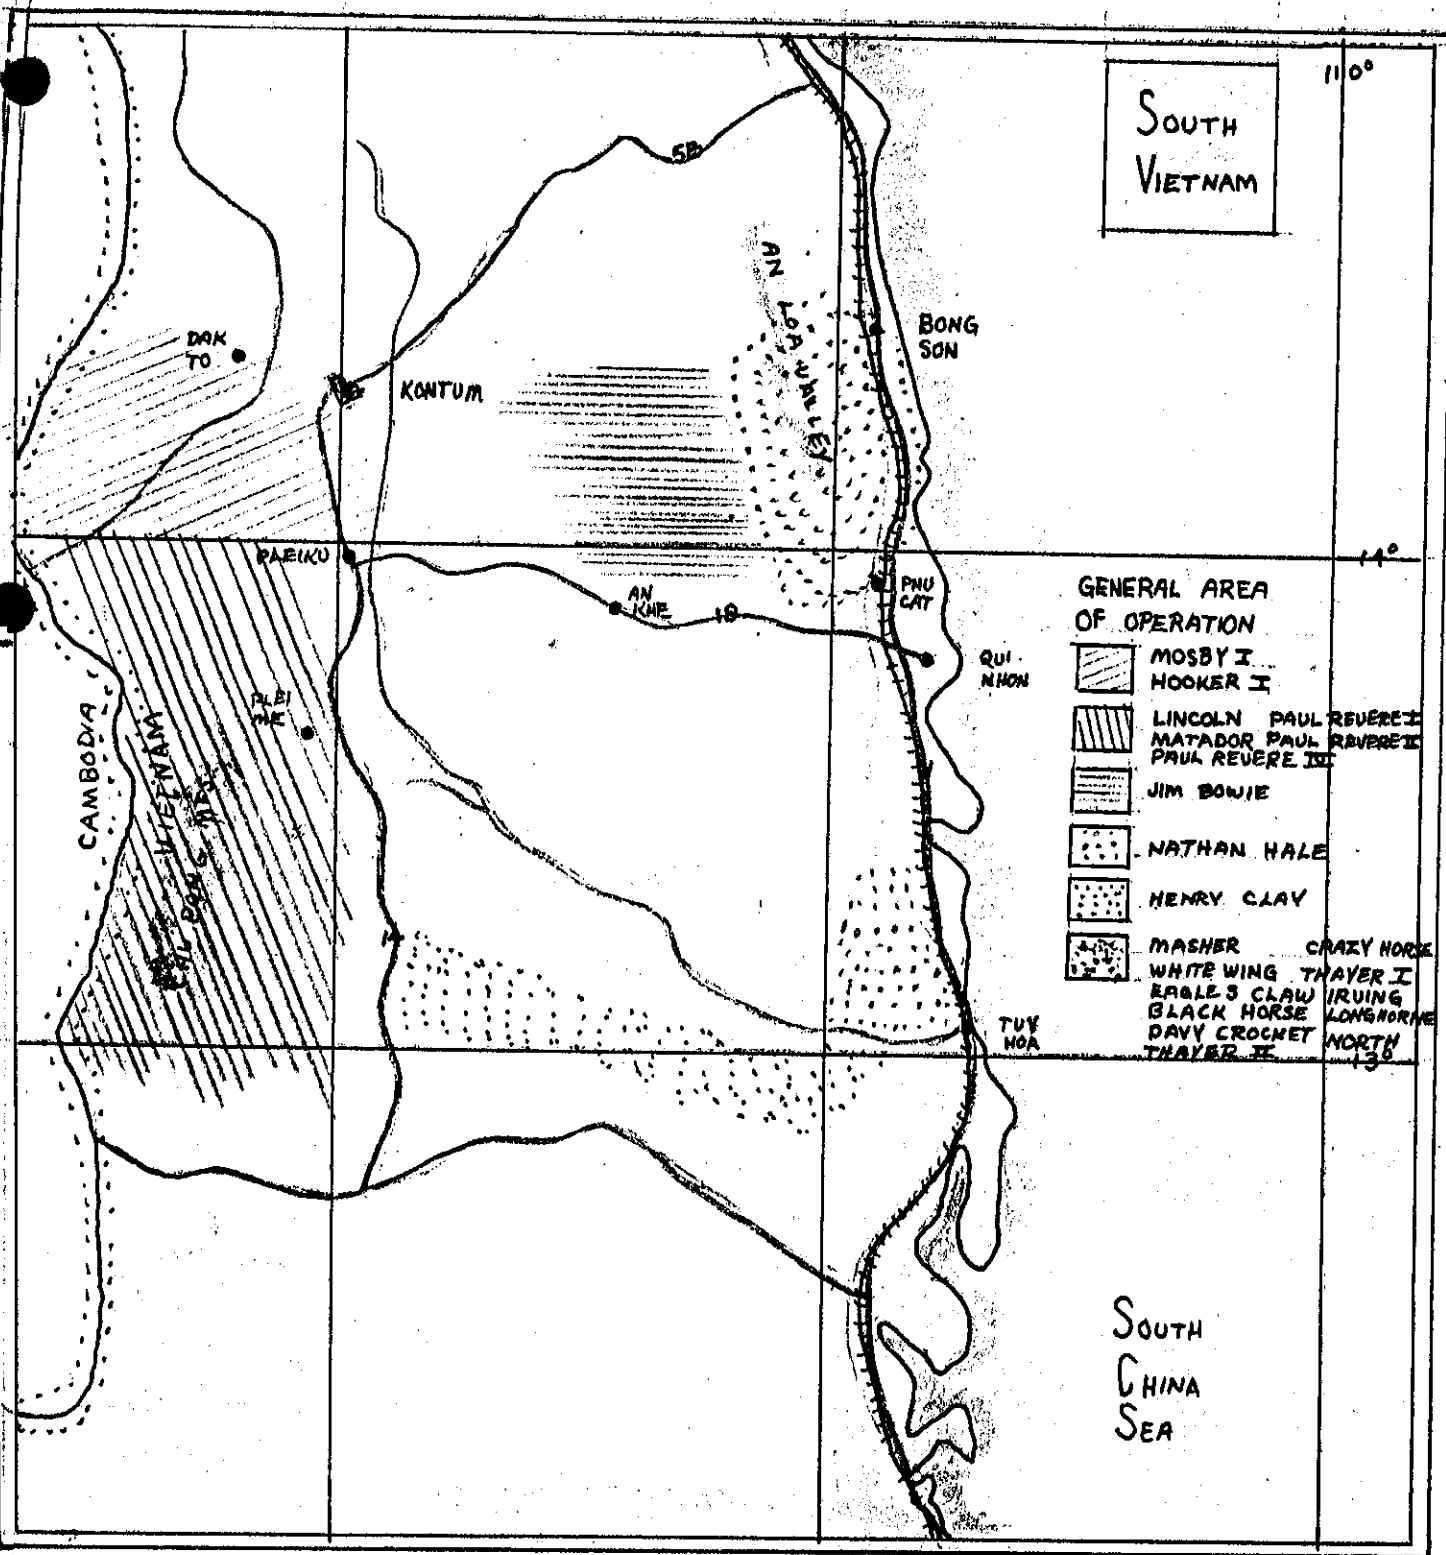 110°
SOUTH
VIETNAM
5B
AN LOA VALLEY
BONG
SON
DAK
TO
KONTUM
14°
PLEIKU
AN
KHE
19
PHU
CAT
QUI
NHON
PLEI
ME
CAMBODIA
VIETNAM
14
TUY
HOA
GENERAL AREA
OF OPERATION
MOSBY I
HOOKER I
LINCOLN PAUL REVERE I
MATADOR PAUL REVERE II
PAUL REVERE IV
JIM BOWIE
NATHAN HALE
HENRY CLAY
MASHER CRAZY HORSE
WHITE WING THAYER I
EAGLE S CLAW IRVING
BLACK HORSE LONGHORNE
DAVY CROCKET NORTH
THAYER II
13°
SOUTH
CHINA
SEA